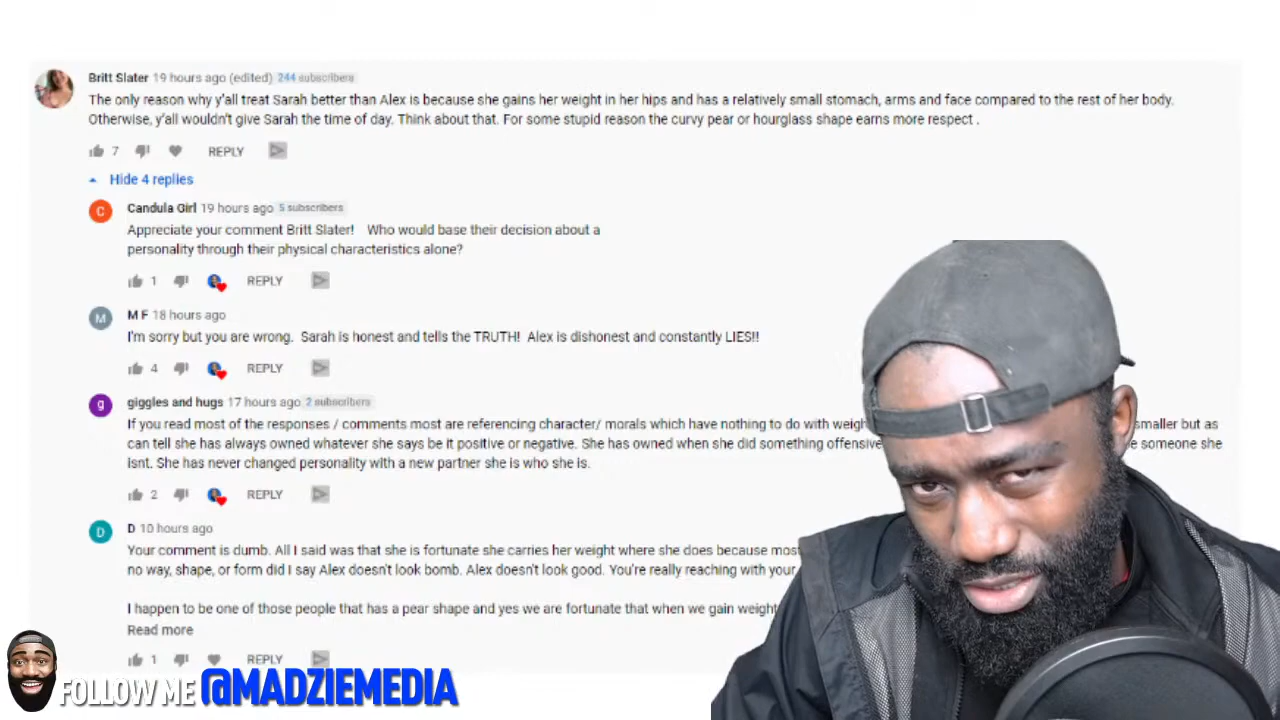 Britt Slater 19 hours ago (edited) 244 subscribers
The only reason why y'all treat Sarah better than Alex is because she gains her weight in her hips and has a relatively small stomach, arms and face compared to the rest of her body.
Otherwise, y'all wouldn't give Sarah the time of day. Think about that. For some stupid reason the curvy pear or hourglass shape earns more respect .
7 REPLY
Hide 4 replies
C
Candula Girl 19 hours ago 5 subscribers
Appreciate your comment Britt Slater! Who would base their decision about a
personality through their physical characteristics alone?
1 REPLY
M
M F 18 hours ago
I'm sorry but you are wrong. Sarah is honest and tells the TRUTH! Alex is dishonest and constantly LIES!!
4 REPLY
g
giggles and hugs 17 hours ago 2 subscribers
If you read most of the responses / comments most are referencing character/ morals which have nothing to do with weigh smaller but as
can tell she has always owned whatever she says be it positive or negative. She has owned when she did something offensive e someone she
isnt. She has never changed personality with a new partner she is who she is.
2 REPLY
D
D 10 hours ago
Your comment is dumb. All I said was that she is fortunate she carries her weight where she does because most
no way, shape, or form did I say Alex doesn't look bomb. Alex doesn't look good. You're really reaching with your
I happen to be one of those people that has a pear shape and yes we are fortunate that when we gain weight
Read more
1 REPLY
FOLLOW ME @MADZIEMEDIA